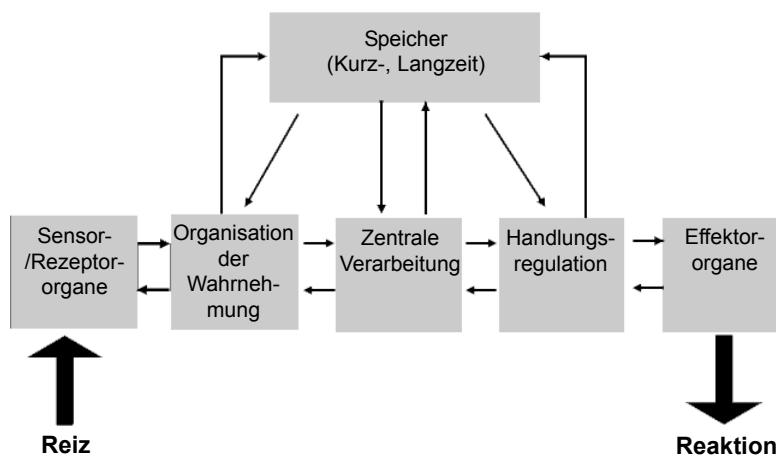 Speicher
(Kurz-, Langzeit)
Sensor-
/Rezeptor-
organe
Organisation
der
Wahrneh-
mung
Zentrale
Verarbeitung
Handlungs-
regulation
Effektor-
organe
Reiz
Reaktion